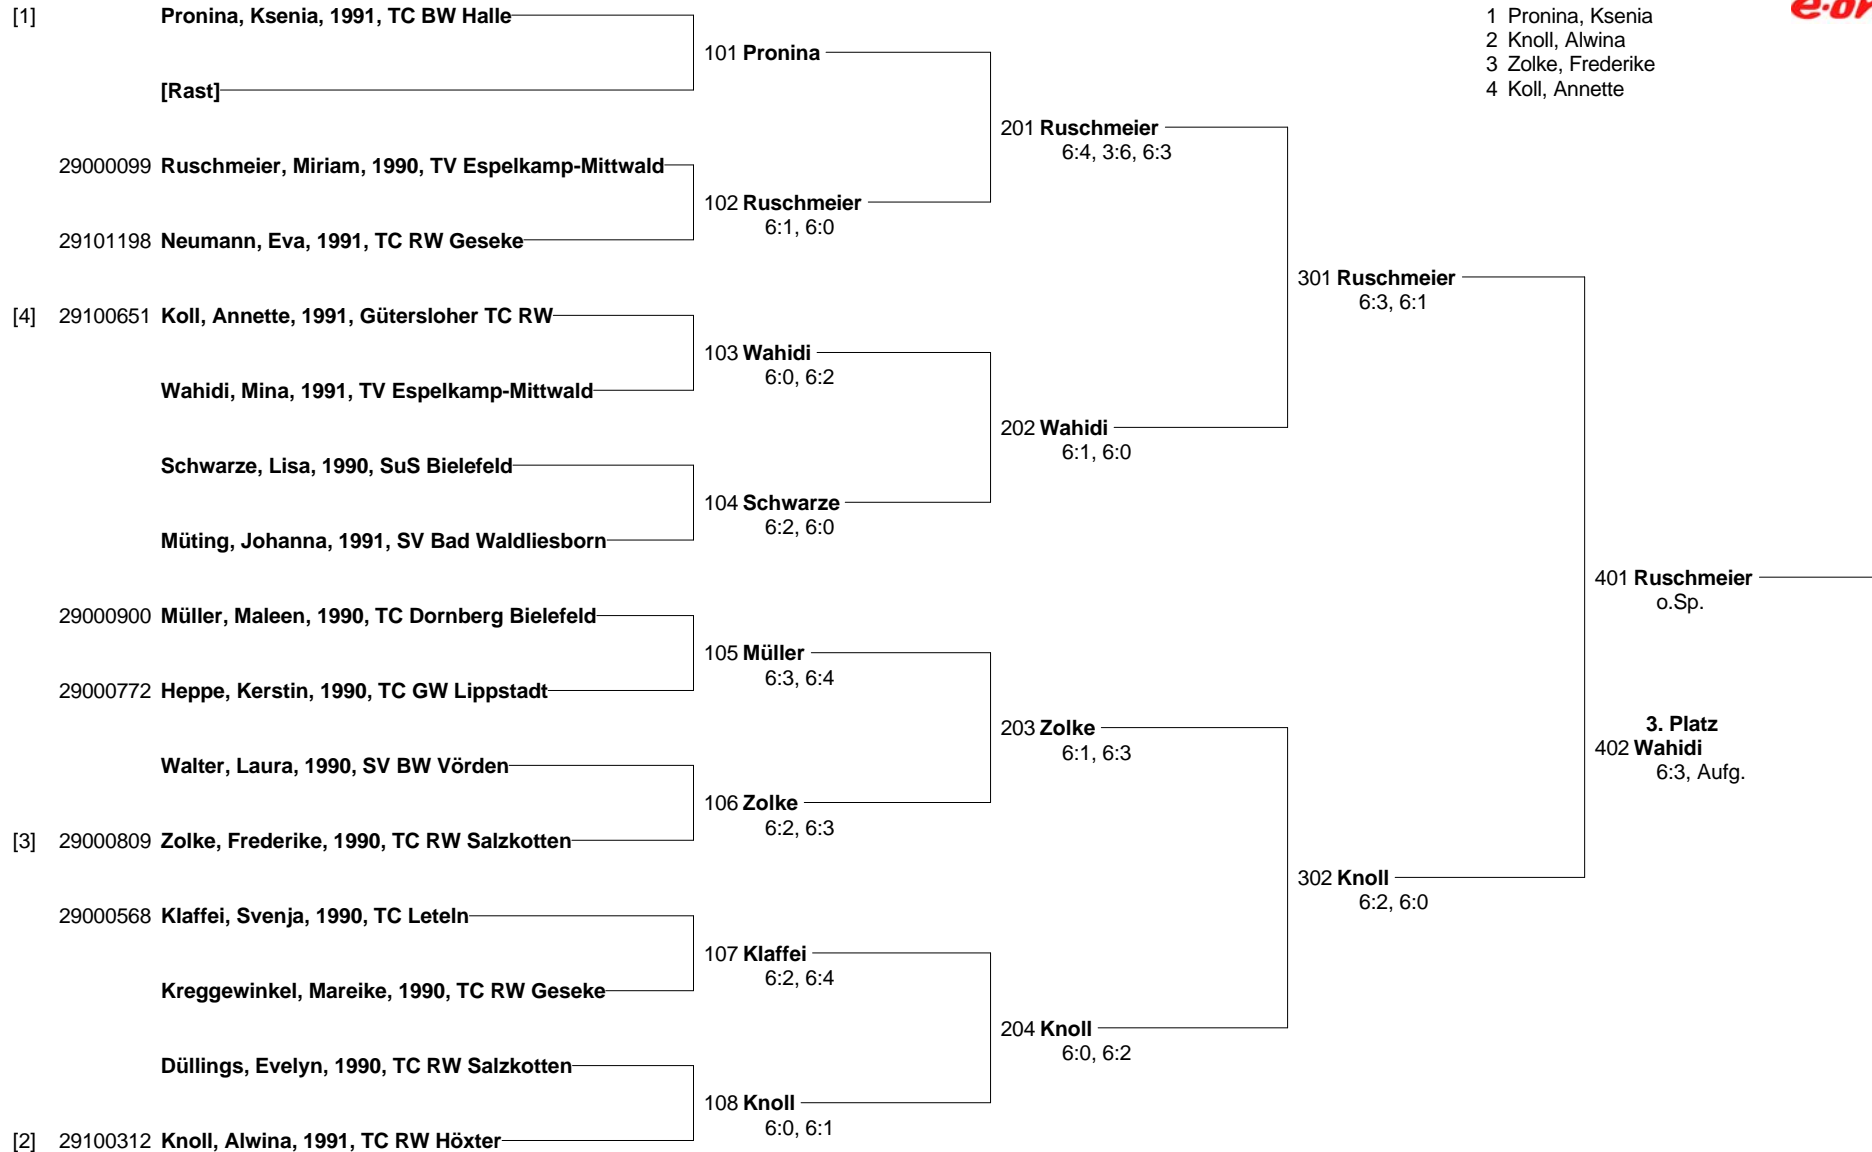 [1] Pronina, Ksenia, 1991, TC BW Halle
[Rast]
29000099 Ruschmeier, Miriam, 1990, TV Espelkamp-Mittwald
29101198 Neumann, Eva, 1991, TC RW Geseke
[4] 29100651 Koll, Annette, 1991, Gütersloher TC RW
Wahidi, Mina, 1991, TV Espelkamp-Mittwald
Schwarze, Lisa, 1990, SuS Bielefeld
Müting, Johanna, 1991, SV Bad Waldliesborn
29000900 Müller, Maleen, 1990, TC Dornberg Bielefeld
29000772 Heppe, Kerstin, 1990, TC GW Lippstadt
Walter, Laura, 1990, SV BW Vörden
[3] 29000809 Zolke, Frederike, 1990, TC RW Salzkotten
29000568 Klaffei, Svenja, 1990, TC Leteln
Kreggewinkel, Mareike, 1990, TC RW Geseke
Düllings, Evelyn, 1990, TC RW Salzkotten
[2] 29100312 Knoll, Alwina, 1991, TC RW Höxter
101 Pronina
102 Ruschmeier
6:1, 6:0
103 Wahidi
6:0, 6:2
104 Schwarze
6:2, 6:0
105 Müller
6:3, 6:4
106 Zolke
6:2, 6:3
107 Klaffei
6:2, 6:4
108 Knoll
6:0, 6:1
201 Ruschmeier
6:4, 3:6, 6:3
202 Wahidi
6:1, 6:0
203 Zolke
6:1, 6:3
204 Knoll
6:0, 6:2
301 Ruschmeier
6:3, 6:1
302 Knoll
6:2, 6:0
401 Ruschmeier
o.Sp.
3. Platz
402 Wahidi
6:3, Aufg.
1 Pronina, Ksenia
2 Knoll, Alwina
3 Zolke, Frederike
4 Koll, Annette